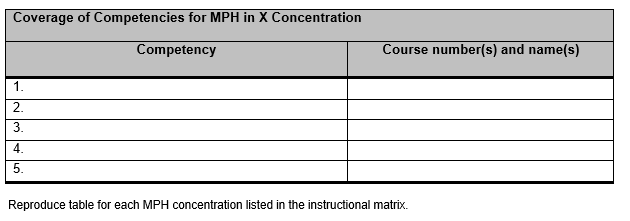 Coverage of Competencies for MPH in X Concentration
Competency Course number(s) and name(s)
1.
2.
3.
4.
5.
Reproduce table for each MPH concentration listed in the instructional matrix.